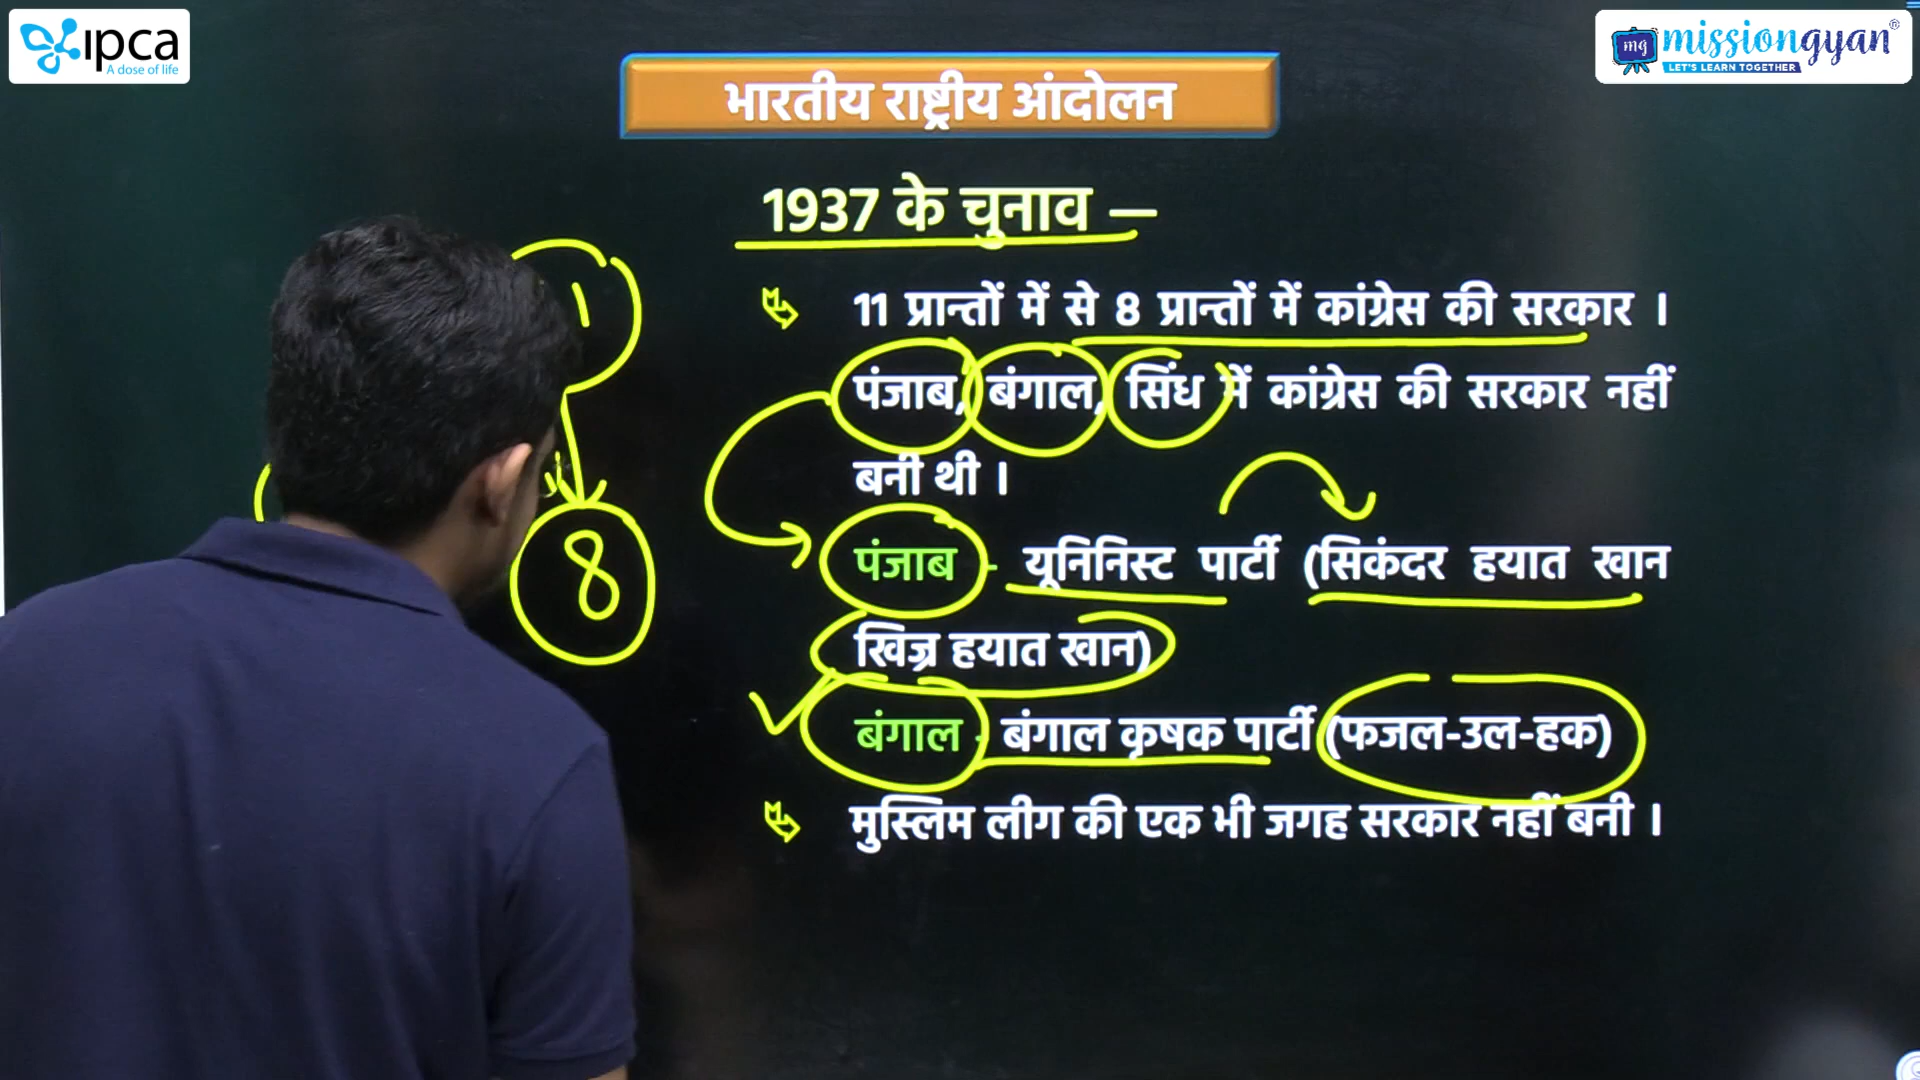 ipca
A dose of life
mg missiongyan®
LET'S LEARN TOGETHER
भारतीय राष्ट्रीय आंदोलन
1937 के चुनाव —
11 प्रान्तों में से 8 प्रान्तों में कांग्रेस की सरकार ।
पंजाब, बंगाल, सिंध में कांग्रेस की सरकार नहीं
बनी थी ।
पंजाब - यूनिनिस्ट पार्टी (सिकंदर हयात खान
खिज्र हयात खान)
बंगाल - बंगाल कृषक पार्टी (फजल-उल-हक)
मुस्लिम लीग की एक भी जगह सरकार नहीं बनी ।
8